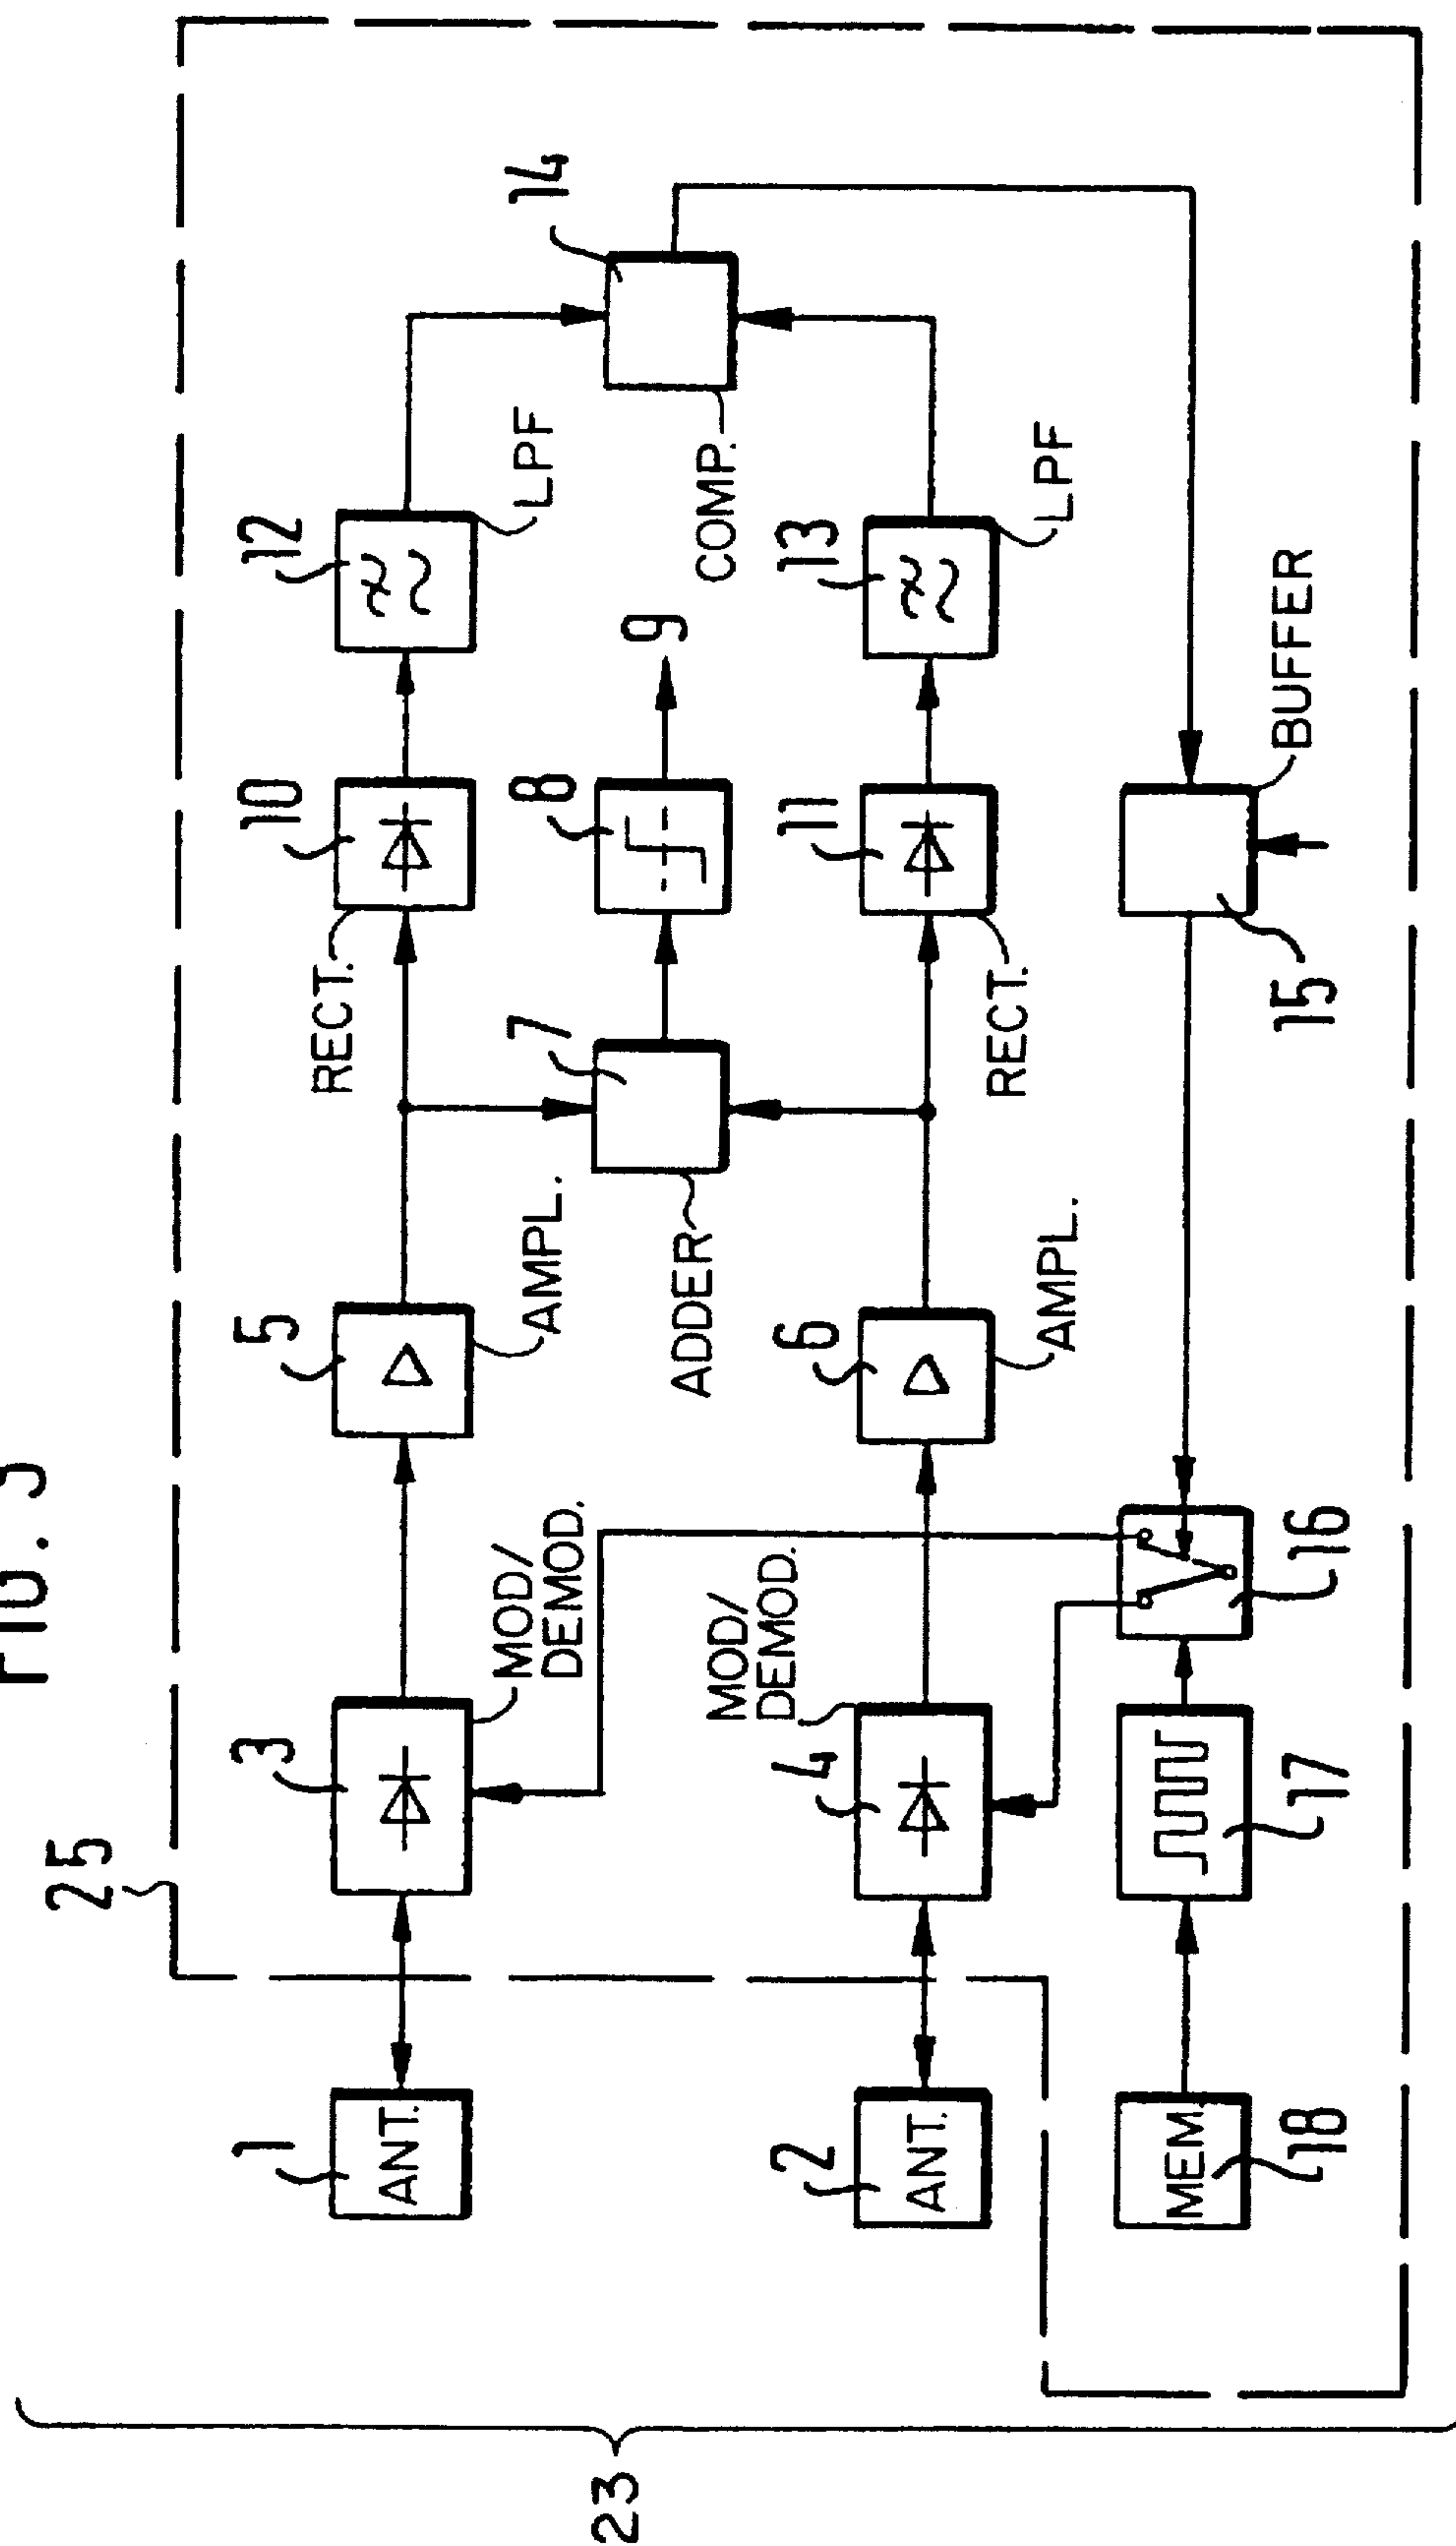 FIG. 3
25
1
3
5
10
12
RECT.
ANT.
MOD/
DEMOD.
AMPL.
7
8
14
LPF
23
ADDER
9
COMP.
2
4
MOD/
DEMOD.
6
11
13
ANT.
AMPL.
RECT.
LPF
MEM.
18
17
16
15
BUFFER